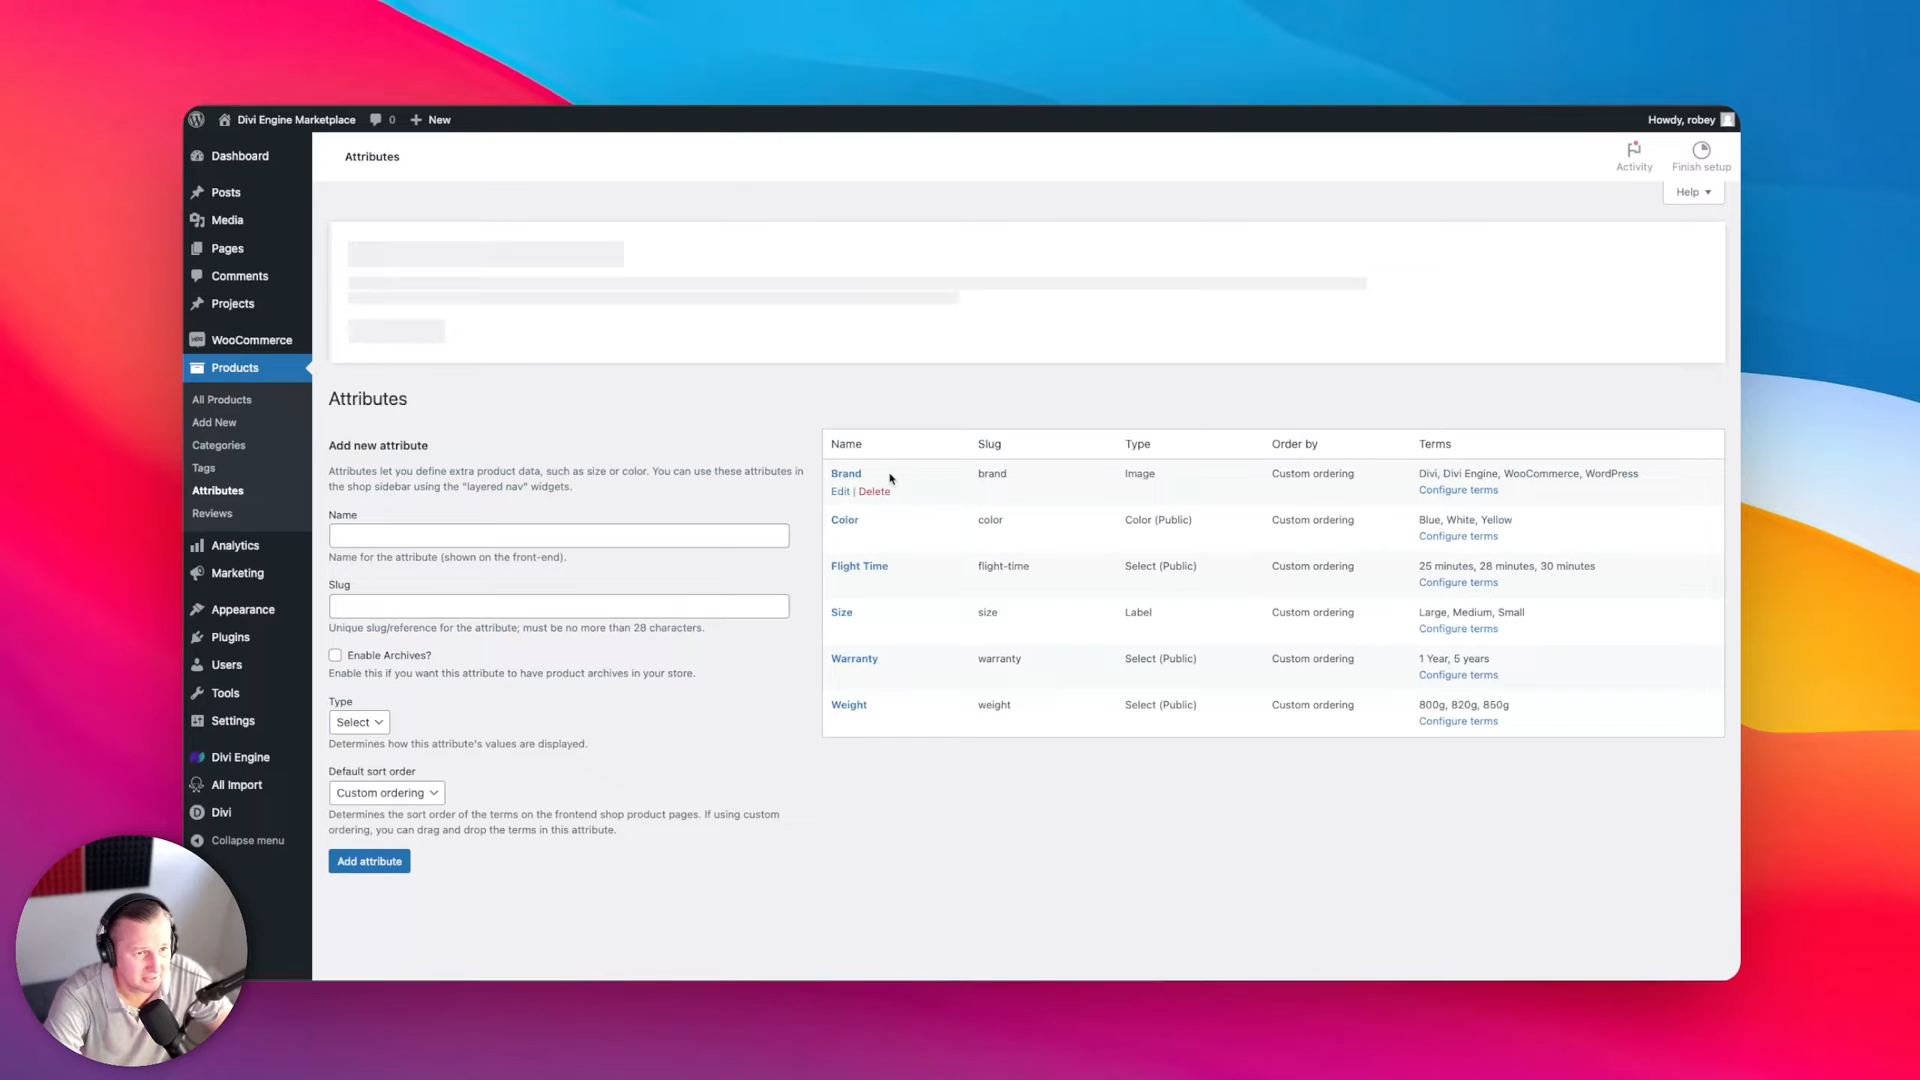 Divi Engine Marketplace
0
New
Howdy, robey
Dashboard
Posts
Media
Pages
Comments
Projects
WooCommerce
Products
All Products
Add New
Categories
Tags
Attributes
Reviews
Analytics
Marketing
Appearance
Plugins
Users
Tools
Settings
Divi Engine
All Import
Divi
Collapse menu
Attributes
Activity
Finish setup
Help
Attributes
Add new attribute
Attributes let you define extra product data, such as size or color. You can use these attributes in
the shop sidebar using the "layered nav" widgets.
Name
Name for the attribute (shown on the front-end).
Slug
Unique slug/reference for the attribute; must be no more than 28 characters.
Enable Archives?
Enable this if you want this attribute to have product archives in your store.
Type
Select
Determines how this attribute's values are displayed.
Default sort order
Custom ordering
Determines the sort order of the terms on the frontend shop product pages. If using custom
ordering, you can drag and drop the terms in this attribute.
Add attribute
Name Slug Type Order by Terms
Brand brand Image Custom ordering Divi, Divi Engine, WooCommerce, WordPress
Edit | Delete Configure terms
Color color Color (Public) Custom ordering Blue, White, Yellow
Configure terms
Flight Time flight-time Select (Public) Custom ordering 25 minutes, 28 minutes, 30 minutes
Configure terms
Size size Label Custom ordering Large, Medium, Small
Configure terms
Warranty warranty Select (Public) Custom ordering 1 Year, 5 years
Configure terms
Weight weight Select (Public) Custom ordering 800g, 820g, 850g
Configure terms